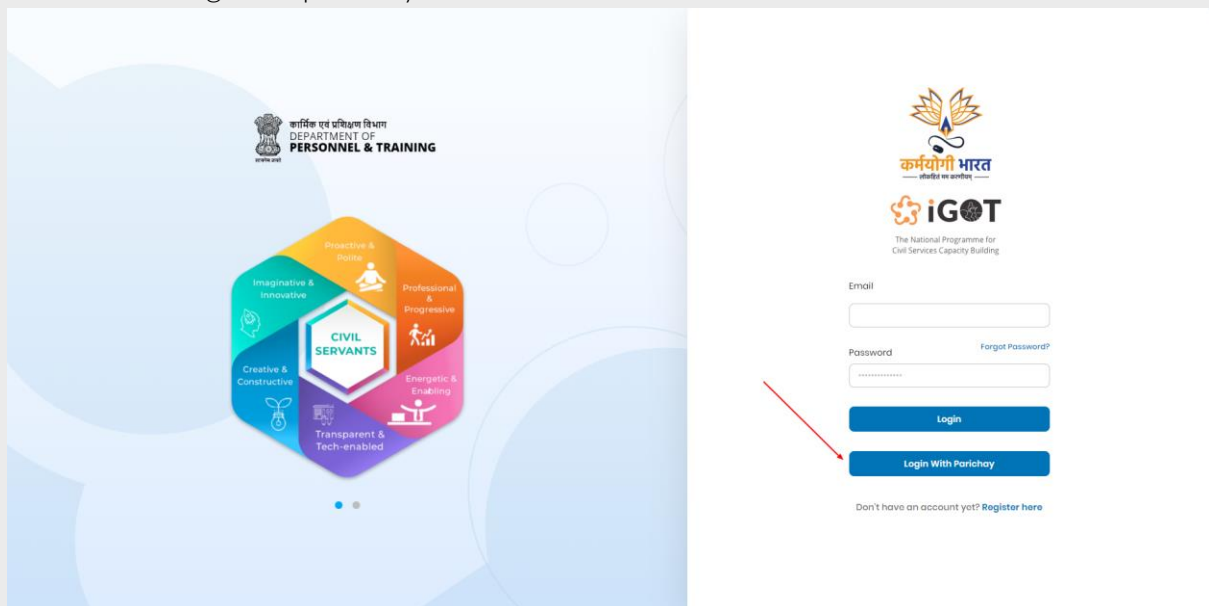 कार्मिक एवं प्रशिक्षण विभाग
DEPARTMENT OF
PERSONNEL & TRAINING
Proactive &
Polite
Imaginative &
Innovative
Professional
&
Progressive
CIVIL
SERVANTS
Creative &
Constructive
Energetic &
Enabling
Transparent &
Tech-enabled
कर्मयोगी भारत
iGOT
The National Programme for
Civil Services Capacity Building
Email
Forgot Password?
Password
Login
Login With Parichay
Don't have an account yet? Register here